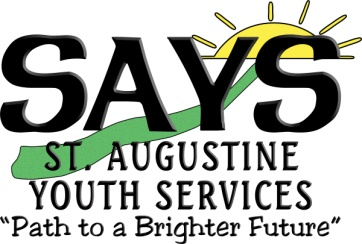 SAYS
ST. AUGUSTINE
YOUTH SERVICES
"Path to a Brighter Future"